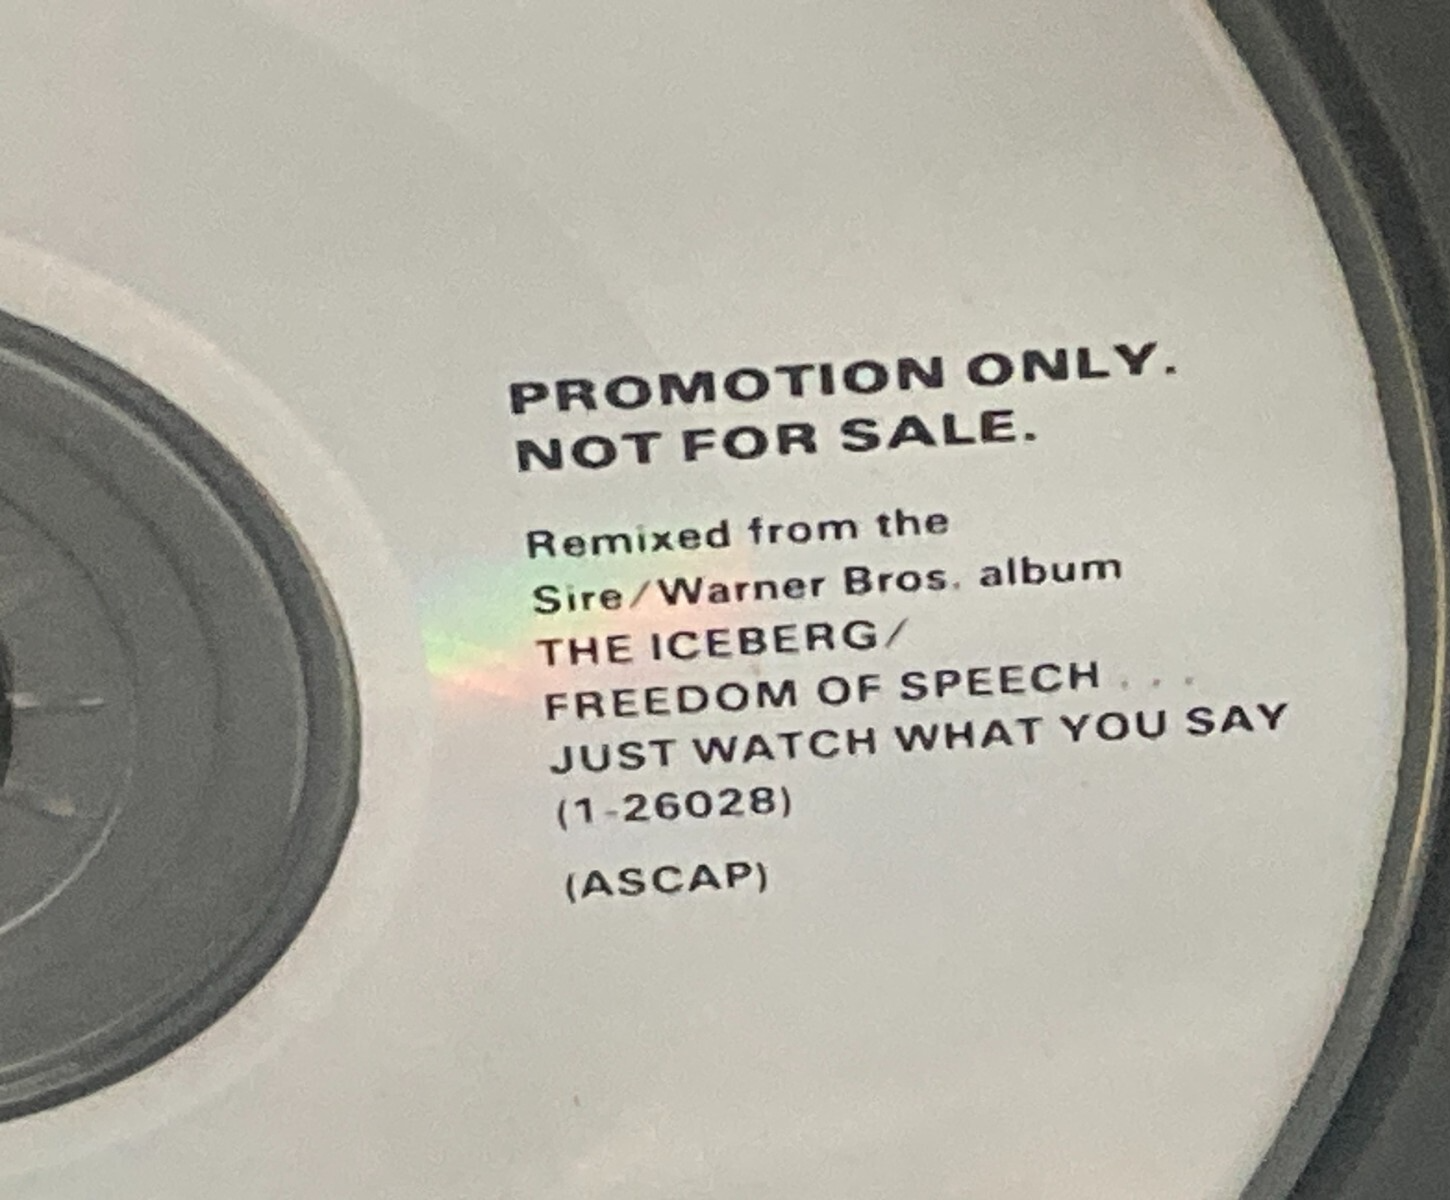 PROMOTION ONLY.
NOT FOR SALE.
Remixed from the
Sire/Warner Bros. album
THE ICEBERG/
FREEDOM OF SPEECH . . .
JUST WATCH WHAT YOU SAY
(1-26028)
(ASCAP)